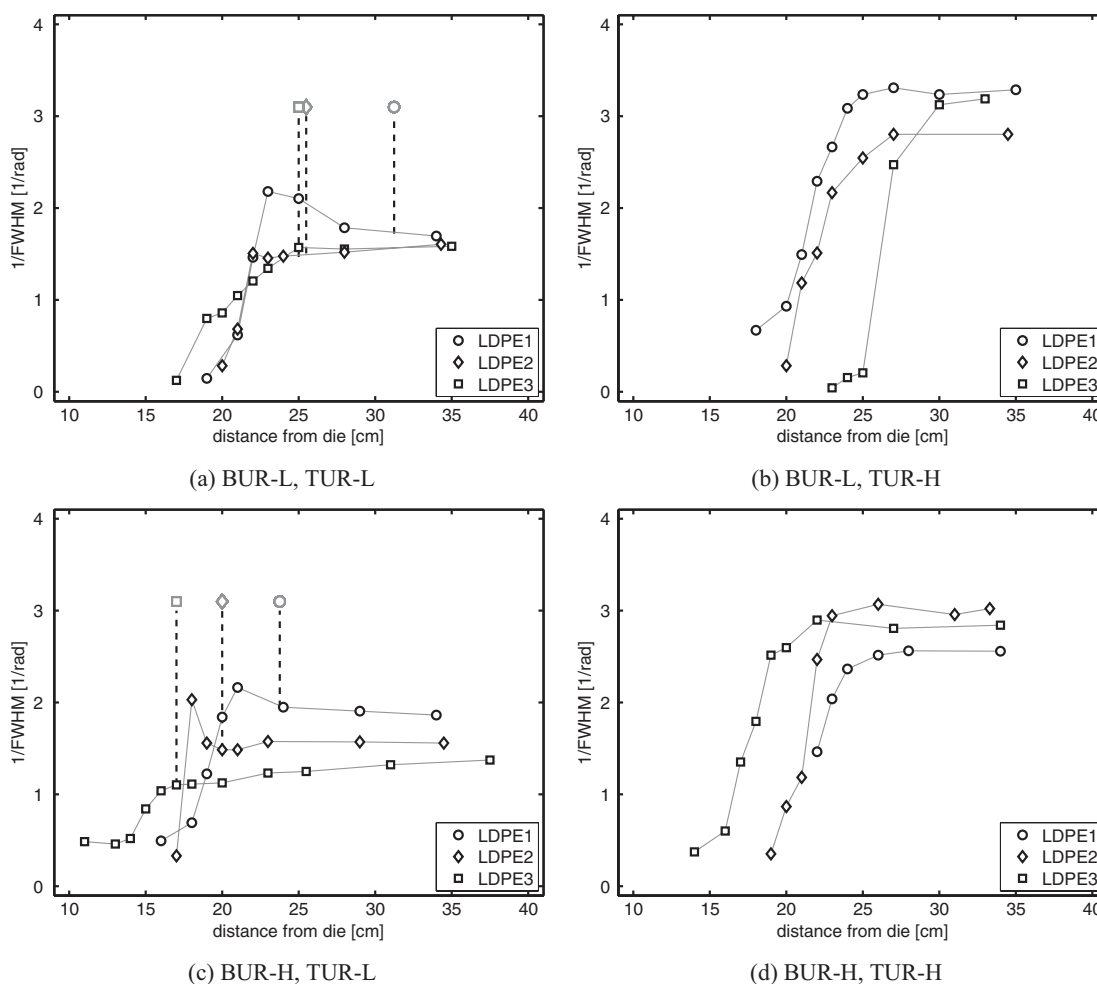 4
3
2
1
0
1/FWHM [1/rad]
10 15 20 25 30 35 40
distance from die [cm]
LDPE1
LDPE2
LDPE3
(a) BUR-L, TUR-L
4
3
2
1
0
1/FWHM [1/rad]
10 15 20 25 30 35 40
distance from die [cm]
LDPE1
LDPE2
LDPE3
(b) BUR-L, TUR-H
4
3
2
1
0
1/FWHM [1/rad]
10 15 20 25 30 35 40
distance from die [cm]
LDPE1
LDPE2
LDPE3
(c) BUR-H, TUR-L
4
3
2
1
0
1/FWHM [1/rad]
10 15 20 25 30 35 40
distance from die [cm]
LDPE1
LDPE2
LDPE3
(d) BUR-H, TUR-H